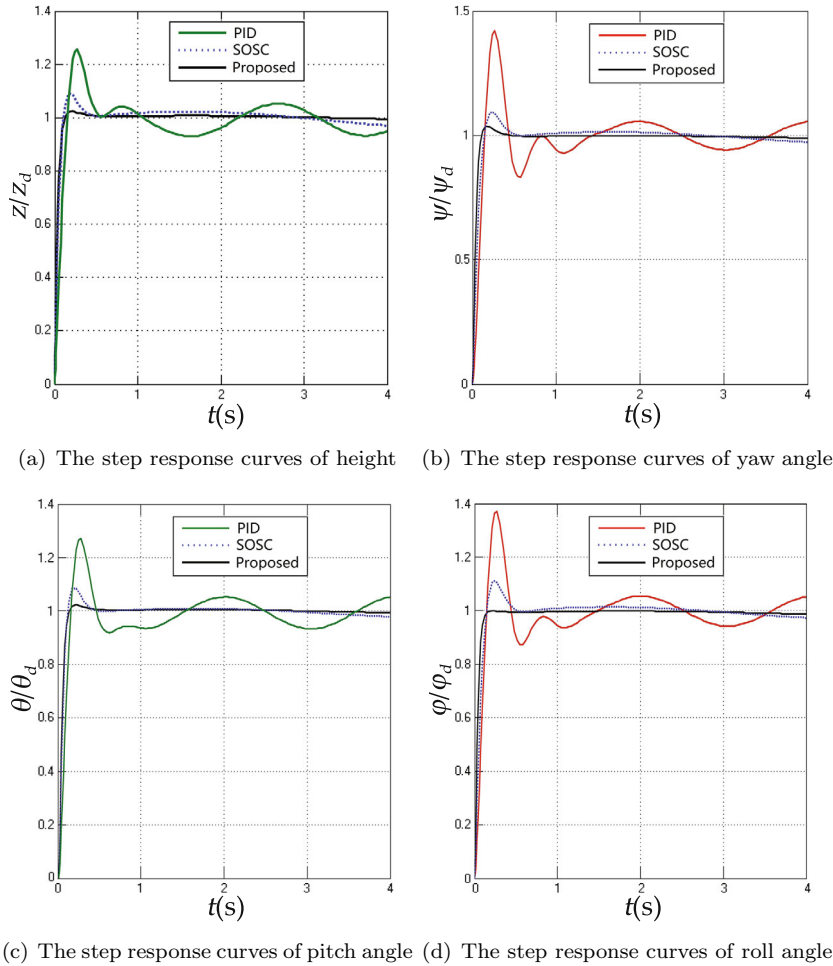 1.4
1.2
1
0.8
0.6
0.4
0.2
0
z/z_d
PID
SOSC
Proposed
0 1 2 3 4
t(s)
(a) The step response curves of height
1.5
1
0.5
0
ψ/ψ_d
PID
SOSC
Proposed
0 1 2 3 4
t(s)
(b) The step response curves of yaw angle
1.4
1.2
1
0.8
0.6
0.4
0.2
0
θ/θ_d
PID
SOSC
Proposed
0 1 2 3 4
t(s)
(c) The step response curves of pitch angle
1.4
1.2
1
0.8
0.6
0.4
0.2
0
φ/φ_d
PID
SOSC
Proposed
0 1 2 3 4
t(s)
(d) The step response curves of roll angle